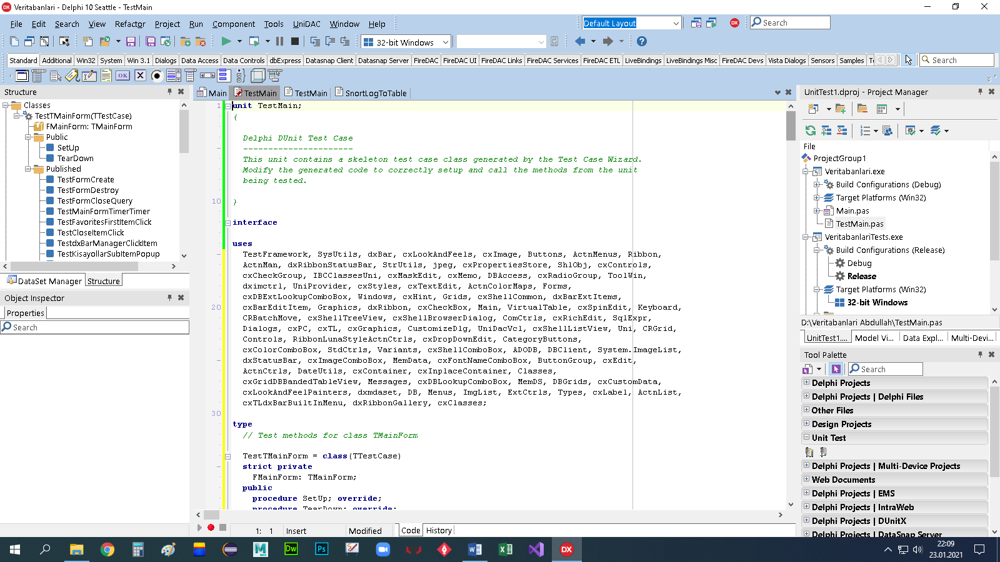 Veritabanlari - Delphi 10 Seattle - TestMain
File Edit Search View Refactor Project Run Component Tools UniDAC Window Help
Default Layout
Search
32-bit Windows
Standard Additional Win32 System Win 3.1 Dialogs Data Access Data Controls dbExpress Datasnap Client Datasnap Server FireDAC FireDAC UI FireDAC Links FireDAC Services FireDAC ETL LiveBindings LiveBindings Misc FireDAC Devs Vista Dialogs Sensors Samples
Search
Structure
Classes
TestTMainForm(TTestCase)
FMainForm: TMainForm
Public
SetUp
TearDown
Published
TestFormCreate
TestFormDestroy
TestFormCloseQuery
TestMainFormTimerTimer
TestFavoritesFirstItemClick
TestCloseItemClick
TestdxBarManagerClickItem
TestKisayollarSubItemPopup
DataSet Manager Structure
Object Inspector
Properties
Search
Main TestMain TestMain SnortLogToTable
1 unit TestMain;
{
Delphi DUnit Test Case
----------------------
This unit contains a skeleton test case class generated by the Test Case Wizard.
Modify the generated code to correctly setup and call the methods from the unit
being tested.
10 }
interface
uses
TestFramework, SysUtils, dxBar, cxLookAndFeels, cxImage, Buttons, ActnMenus, Ribbon,
ActnMan, dxRibbonStatusBar, StrUtils, jpeg, cxPropertiesStore, ShlObj, cxControls,
cxCheckGroup, IBCClassesUni, cxMaskEdit, cxMemo, DBAccess, cxRadioGroup, ToolWin,
dximctrl, UniProvider, cxStyles, cxTextEdit, ActnColorMaps, Forms,
cxDBExtLookupComboBox, Windows, cxHint, Grids, cxShellCommon, dxBarExtItems,
20 cxBarEditItem, Graphics, dxRibbon, cxCheckBox, Main, VirtualTable, cxSpinEdit, Keyboard,
CRBatchMove, cxShellTreeView, cxShellBrowserDialog, ComCtrls, cxRichEdit, SqlExpr,
Dialogs, cxPC, cxTL, cxGraphics, CustomizeDlg, UniDacVcl, cxShellListView, Uni, CRGrid,
Controls, RibbonLunaStyleActnCtrls, cxDropDownEdit, CategoryButtons,
cxColorComboBox, StdCtrls, Variants, cxShellComboBox, ADODB, DBClient, System.ImageList,
dxStatusBar, cxImageComboBox, MemData, cxFontNameComboBox, ButtonGroup, cxEdit,
ActnCtrls, DateUtils, cxContainer, cxInplaceContainer, Classes,
cxGridDBBandedTableView, Messages, cxDBLookupComboBox, MemDS, DBGrids, cxCustomData,
cxLookAndFeelPainters, dxmdaset, DB, Menus, ImgList, ExtCtrls, Types, cxLabel, ActnList,
cxTLdxBarBuiltInMenu, dxRibbonGallery, cxClasses;
30
type
// Test methods for class TMainForm
TestTMainForm = class(TTestCase)
strict private
FMainForm: TMainForm;
public
procedure SetUp; override;
procedure TearDown; override;
1: 1 Insert Modified Code History
UnitTest1.dproj - Project Manager
File
ProjectGroup1
Veritabanlari.exe
Build Configurations (Debug)
Target Platforms (Win32)
Main.pas
TestMain.pas
VeritabanlariTests.exe
Build Configurations (Release)
Debug
Release
Target Platforms (Win32)
32-bit Windows
D:\Veritabanlari Abdullah\TestMain.pas
UnitTest1.... Model Vi... Data Expl... Multi-Devi...
Tool Palette
Search
Delphi Projects
Delphi Projects | Delphi Files
Other Files
Design Projects
Unit Test
Delphi Projects | Multi-Device Projects
Web Documents
Delphi Projects | EMS
Delphi Projects | IntraWeb
Delphi Projects | DUnitX
Delphi Projects | DataSnap Server
Dw Ps DX
22:09
23.01.2021